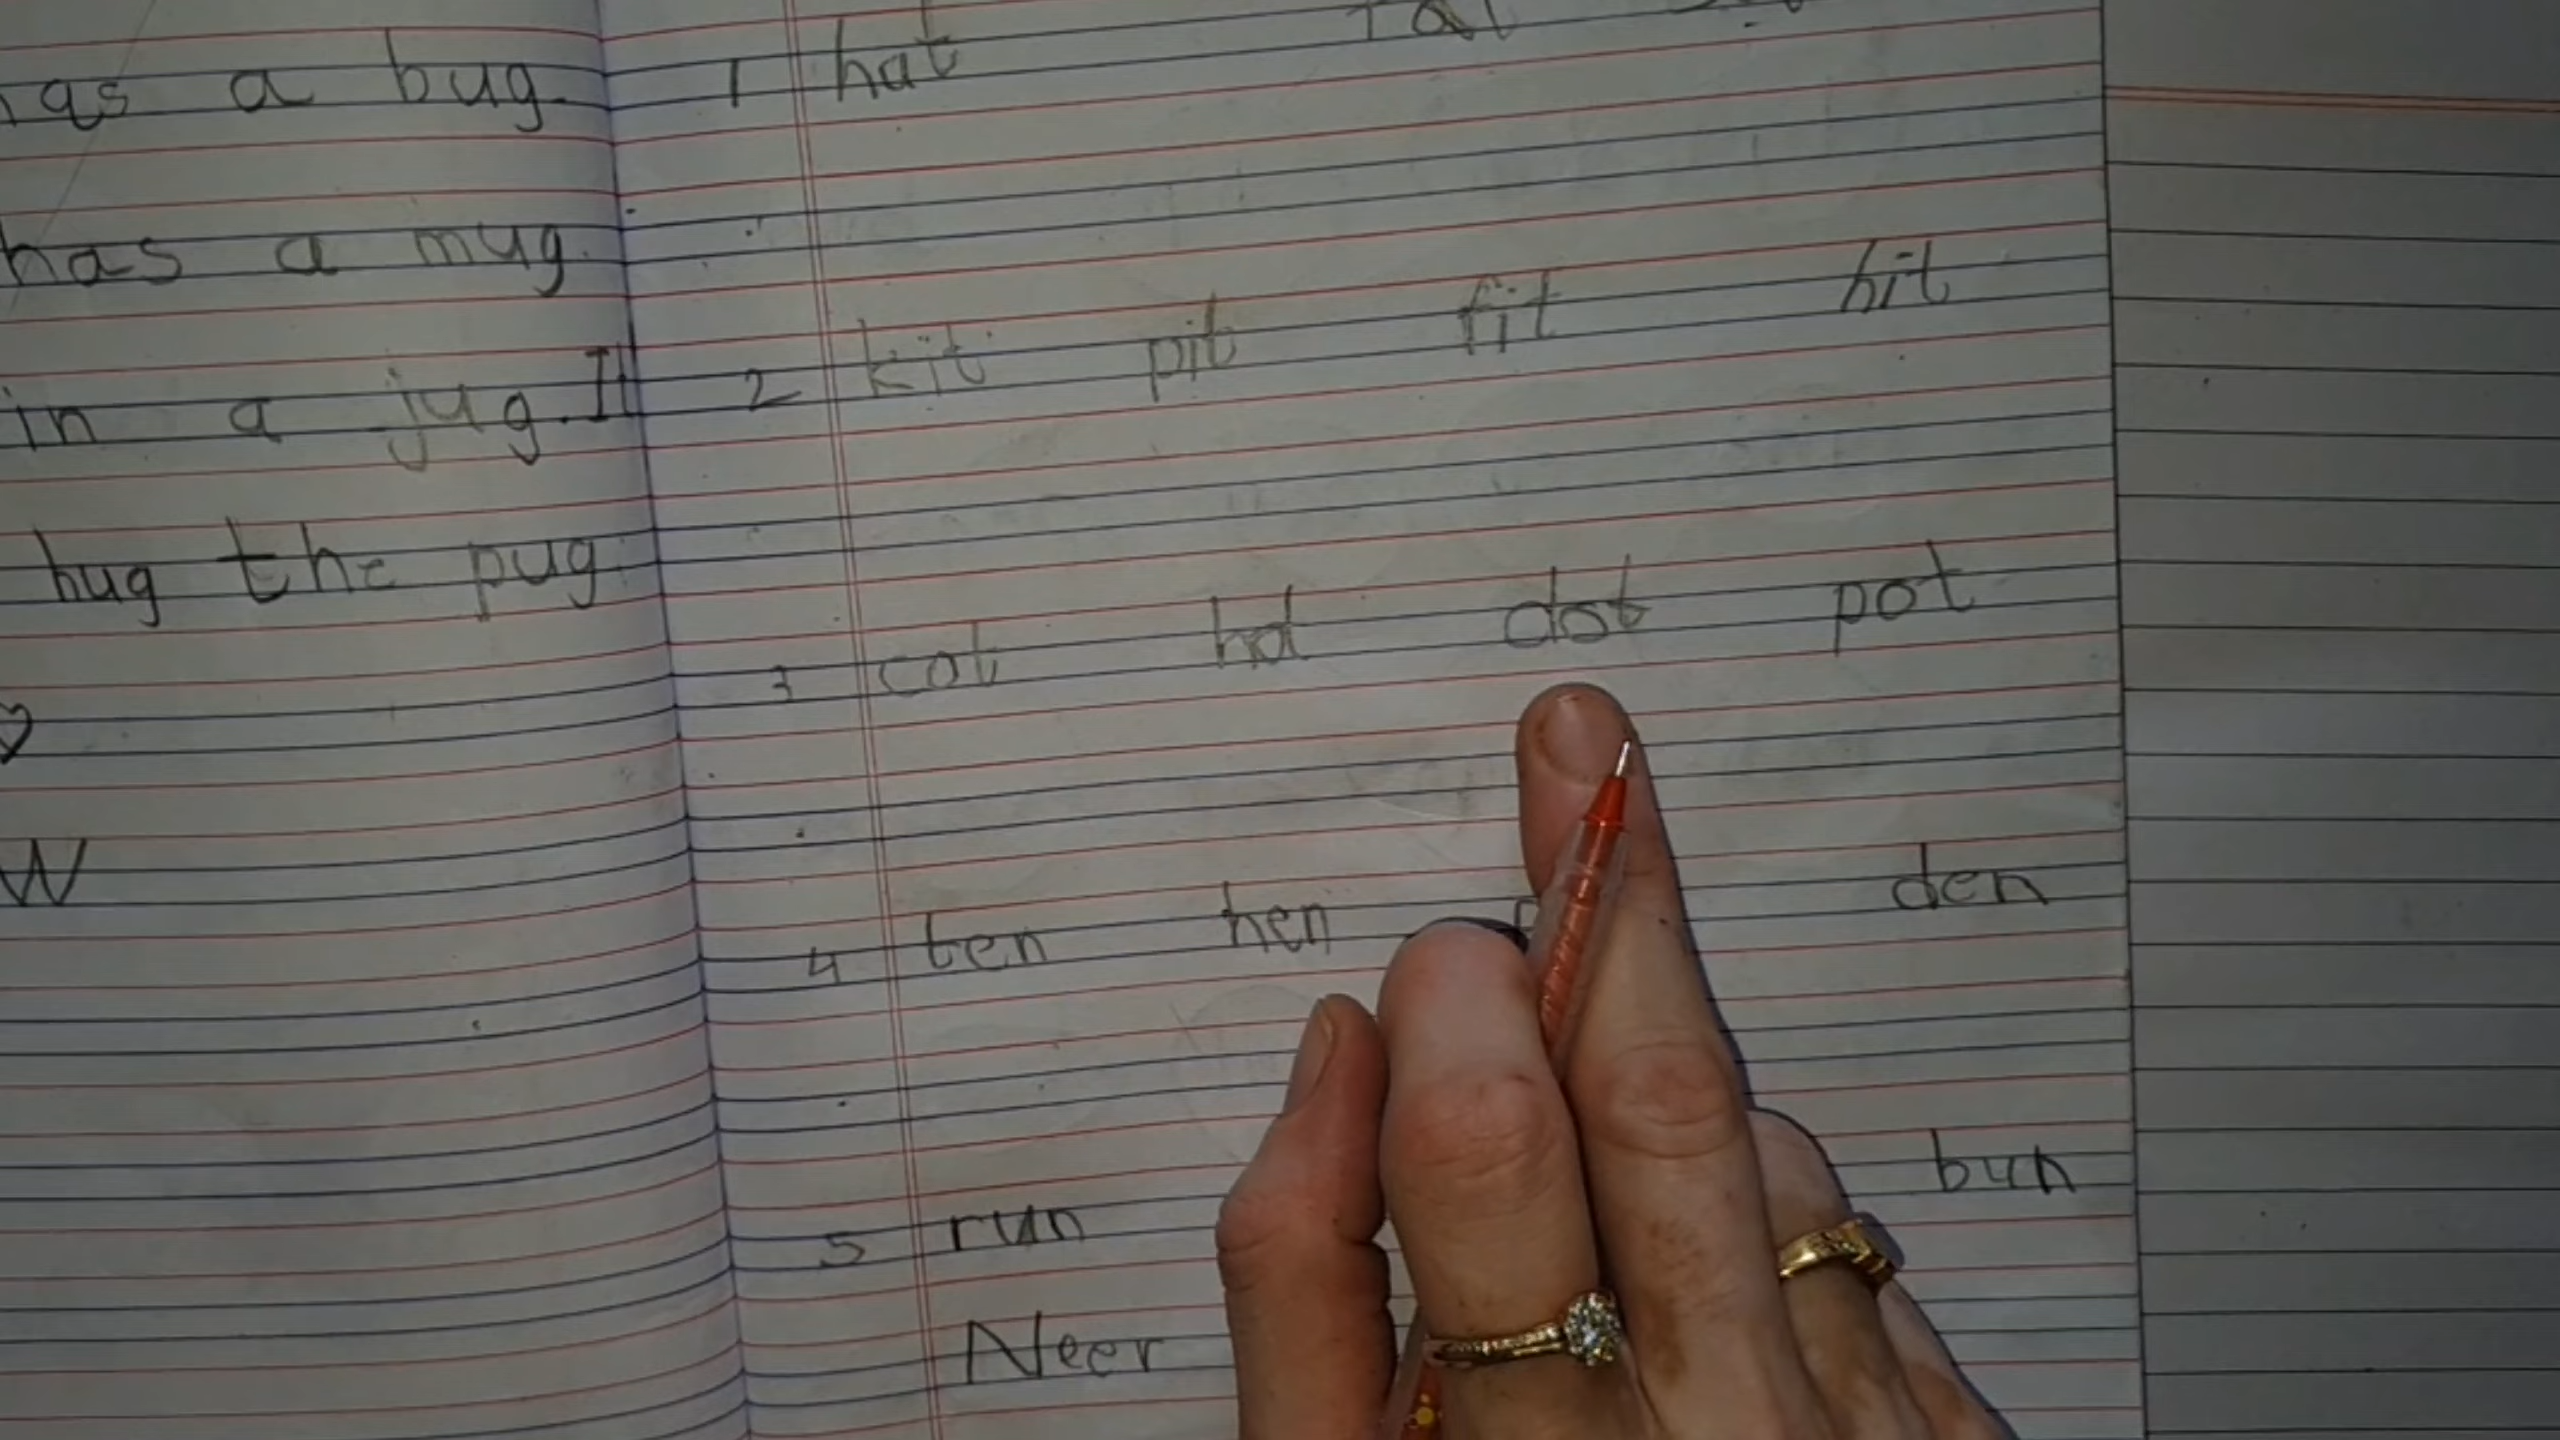 has a bug.
has a mug.
in a jug. It
hug the pug.
W
1 hat
2 kit pit fit hit
3 cot hot dot pot
4 ten hen den
5 run bun
Neer